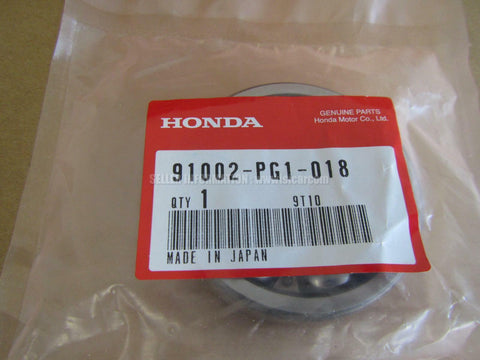 GENUINE PARTS
HONDA
Honda Motor Co., Ltd.
91002-PG1-018
QTY 1
9T10
MADE IN JAPAN